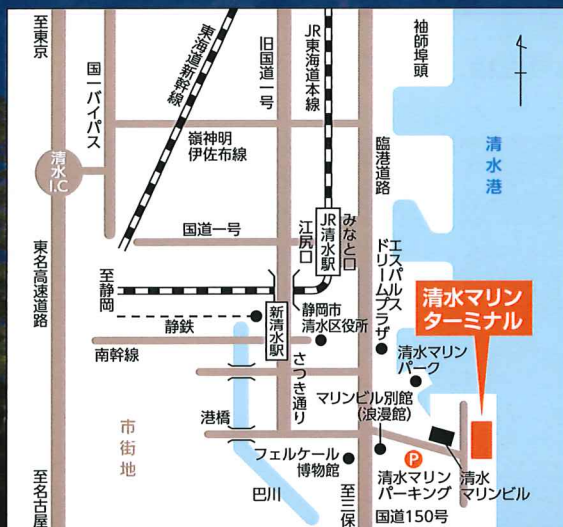 至東京
国一バイパス
東海道新幹線
旧国道一号
JR東海道本線
袖師埠頭
嶺神明
伊佐布線
臨港道路
清水港
清水
I.C
国道一号
江尻口
JR清水駅
みなと口
東名高速道路
至静岡
エスパルス
ドリームプラザ
清水マリン
ターミナル
静鉄
新清水駅
静岡市
清水区役所
南幹線
さつき通り
清水マリン
パーク
マリンビル別館
(浪漫館)
市街地
港橋
フェルケール
博物館
P
清水マリン
パーキング
清水
マリンビル
至名古屋
巴川
至三保
国道150号